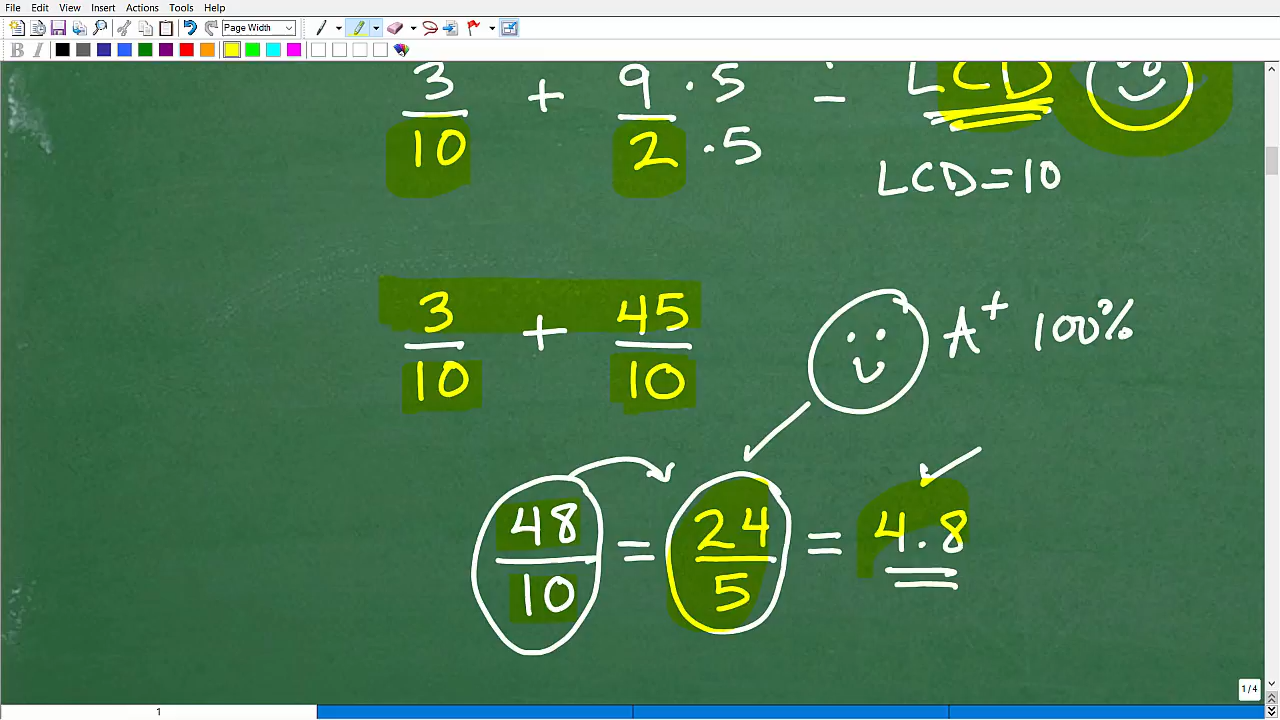 File Edit View Insert Actions Tools Help
Page Width
B I
3/10 + 9·5/2·5 = LCD
LCD=10
3/10 + 45/10
A+ 100%
48/10 = 24/5 = 4.8
1/4
1